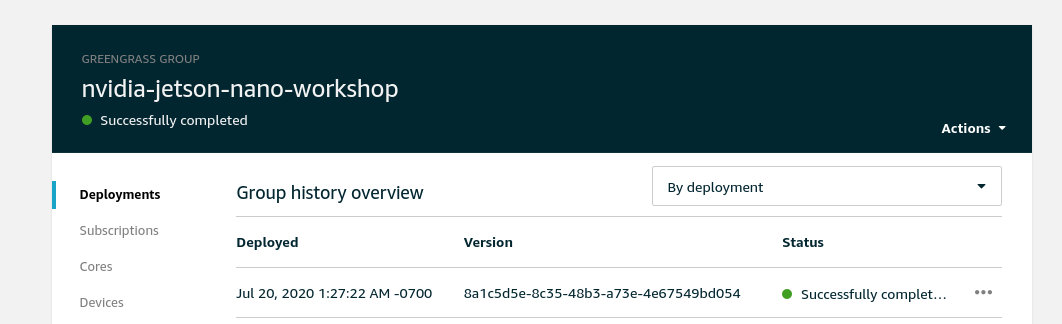 GREENGRASS GROUP
nvidia-jetson-nano-workshop
Successfully completed
Actions
Deployments
Subscriptions
Cores
Devices
Group history overview
By deployment
Deployed Version Status
Jul 20, 2020 1:27:22 AM -0700 8a1c5d5e-8c35-48b3-a73e-4e67549bd054 Successfully complet...